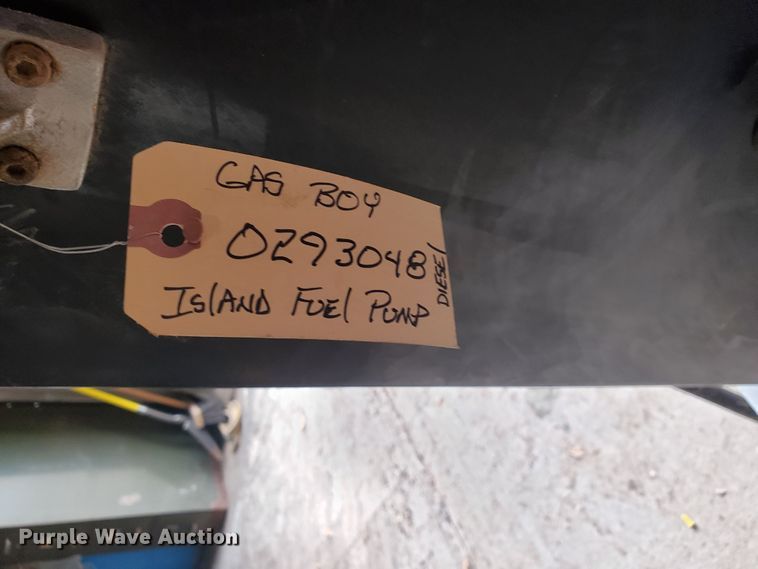 GAS BOY
0293048
ISlAND FUEl PUMP
DIESEl
Purple Wave Auction